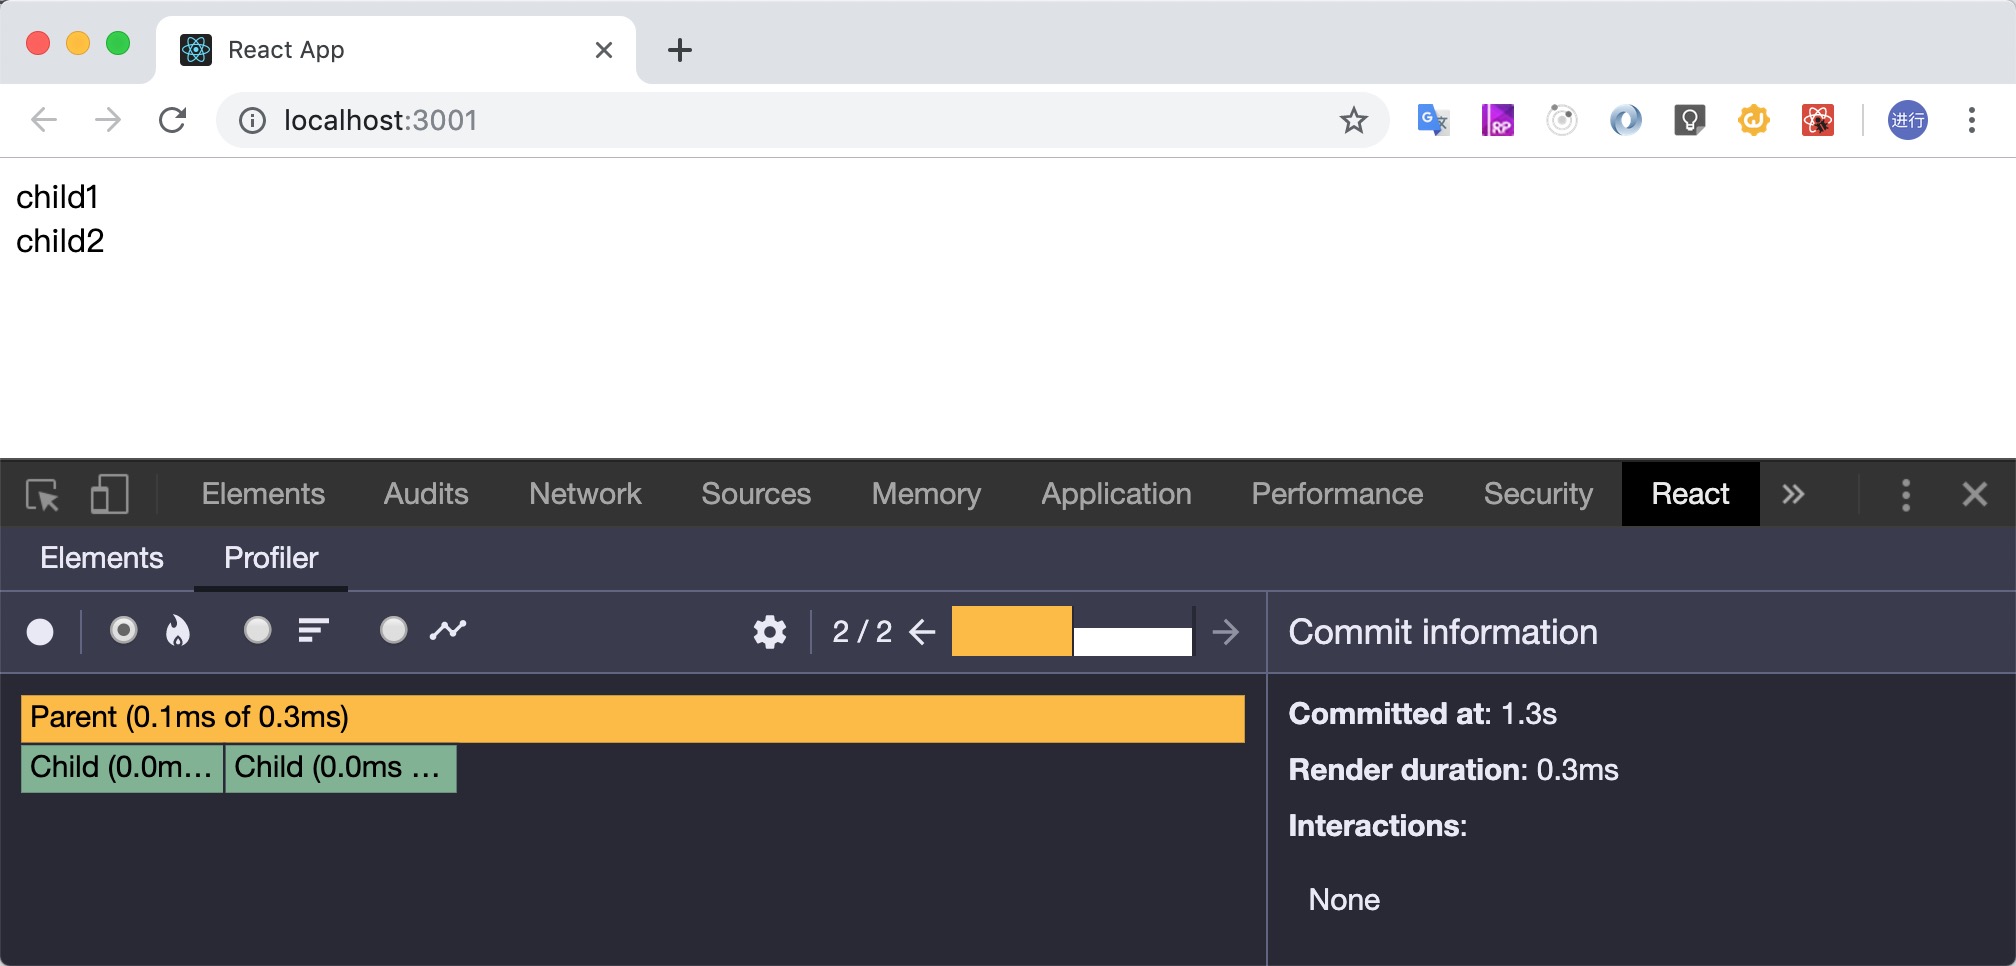 React App
localhost:3001
G 文 RP 进行
child1
child2
Elements Audits Network Sources Memory Application Performance Security React
Elements Profiler
2 / 2 Commit information
Parent (0.1ms of 0.3ms)
Child (0.0m… Child (0.0ms …
Committed at: 1.3s
Render duration: 0.3ms
Interactions:
None